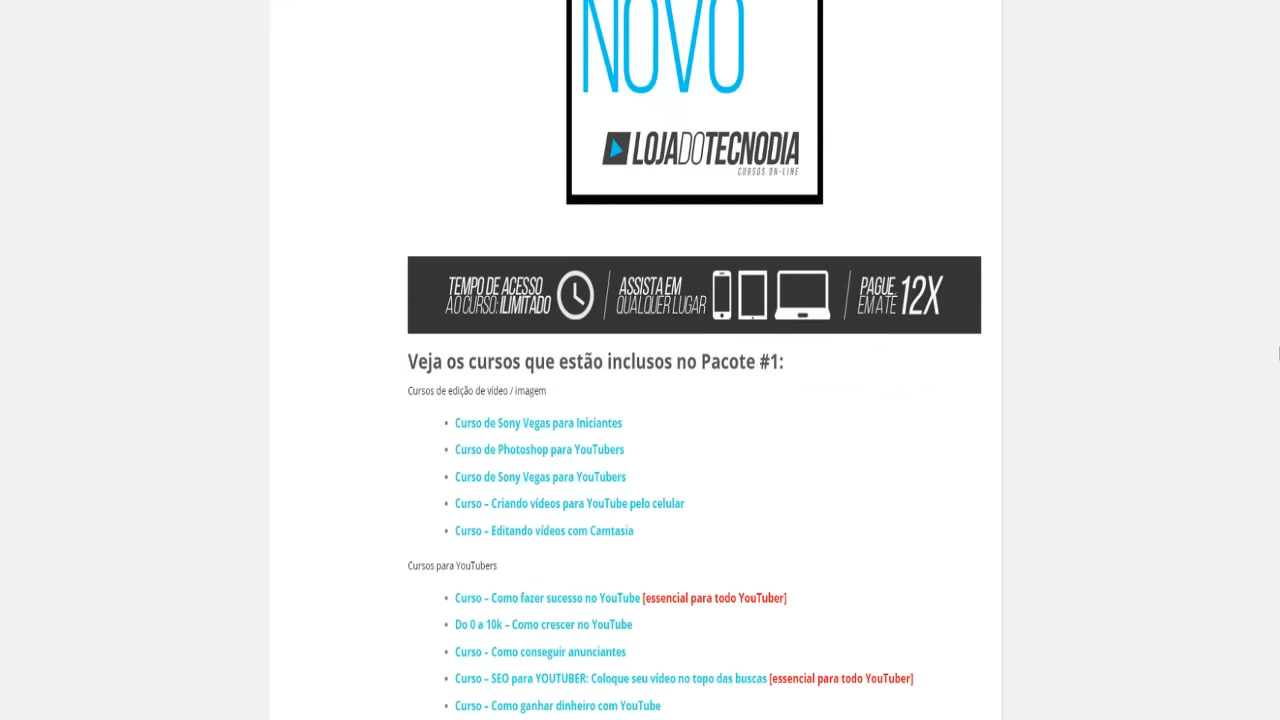 NOVO
LOJADOTECNODIA
CURSOS ON-LINE
TEMPO DE ACESSO
AO CURSO: ILIMITADO
ASSISTA EM
QUALQUER LUGAR
PAGUE
EM ATÉ 12X
Veja os cursos que estão inclusos no Pacote #1:
Cursos de edição de vídeo / imagem
• Curso de Sony Vegas para Iniciantes
• Curso de Photoshop para YouTubers
• Curso de Sony Vegas para YouTubers
• Curso – Criando vídeos para YouTube pelo celular
• Curso – Editando vídeos com Camtasia
Cursos para YouTubers
• Curso – Como fazer sucesso no YouTube [essencial para todo YouTuber]
• Do 0 a 10k – Como crescer no YouTube
• Curso – Como conseguir anunciantes
• Curso – SEO para YOUTUBER: Coloque seu vídeo no topo das buscas [essencial para todo YouTuber]
• Curso – Como ganhar dinheiro com YouTube